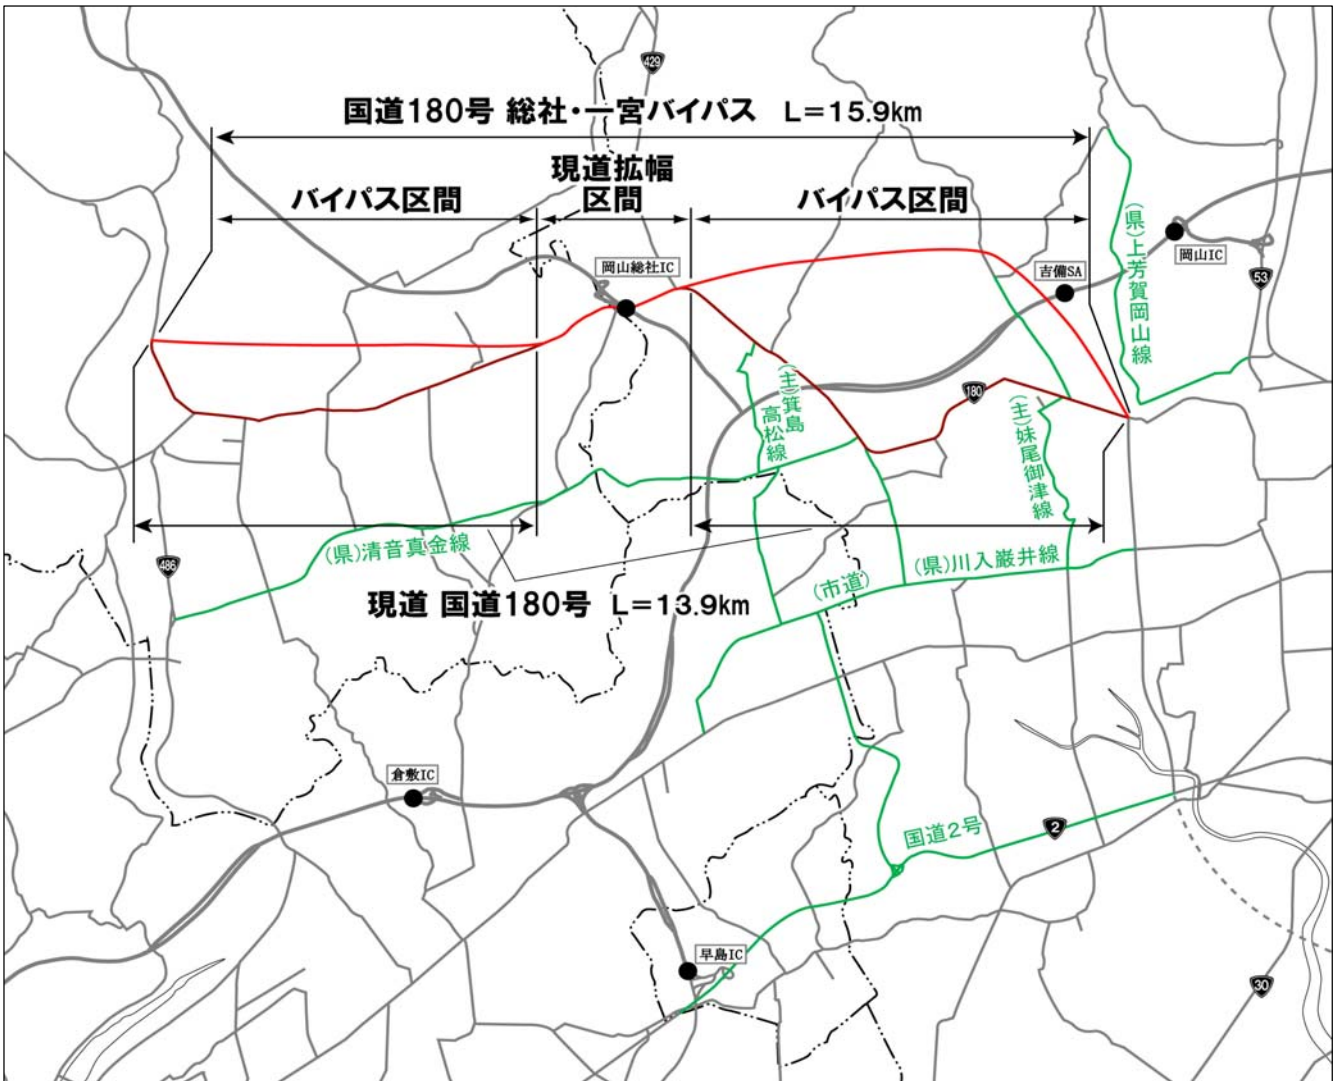 429
国道180号 総社・一宮バイパス L=15.9km
現道拡幅
区間
バイパス区間
バイパス区間
(県)上芳賀岡山線
岡山IC
岡山総社IC
吉備SA
53
(主)箕島
高松線
180
(主)妹尾御津線
(県)清音真金線
486
(県)川入巌井線
(市道)
現道 国道180号 L=13.9km
倉敷IC
国道2号
2
早島IC
30